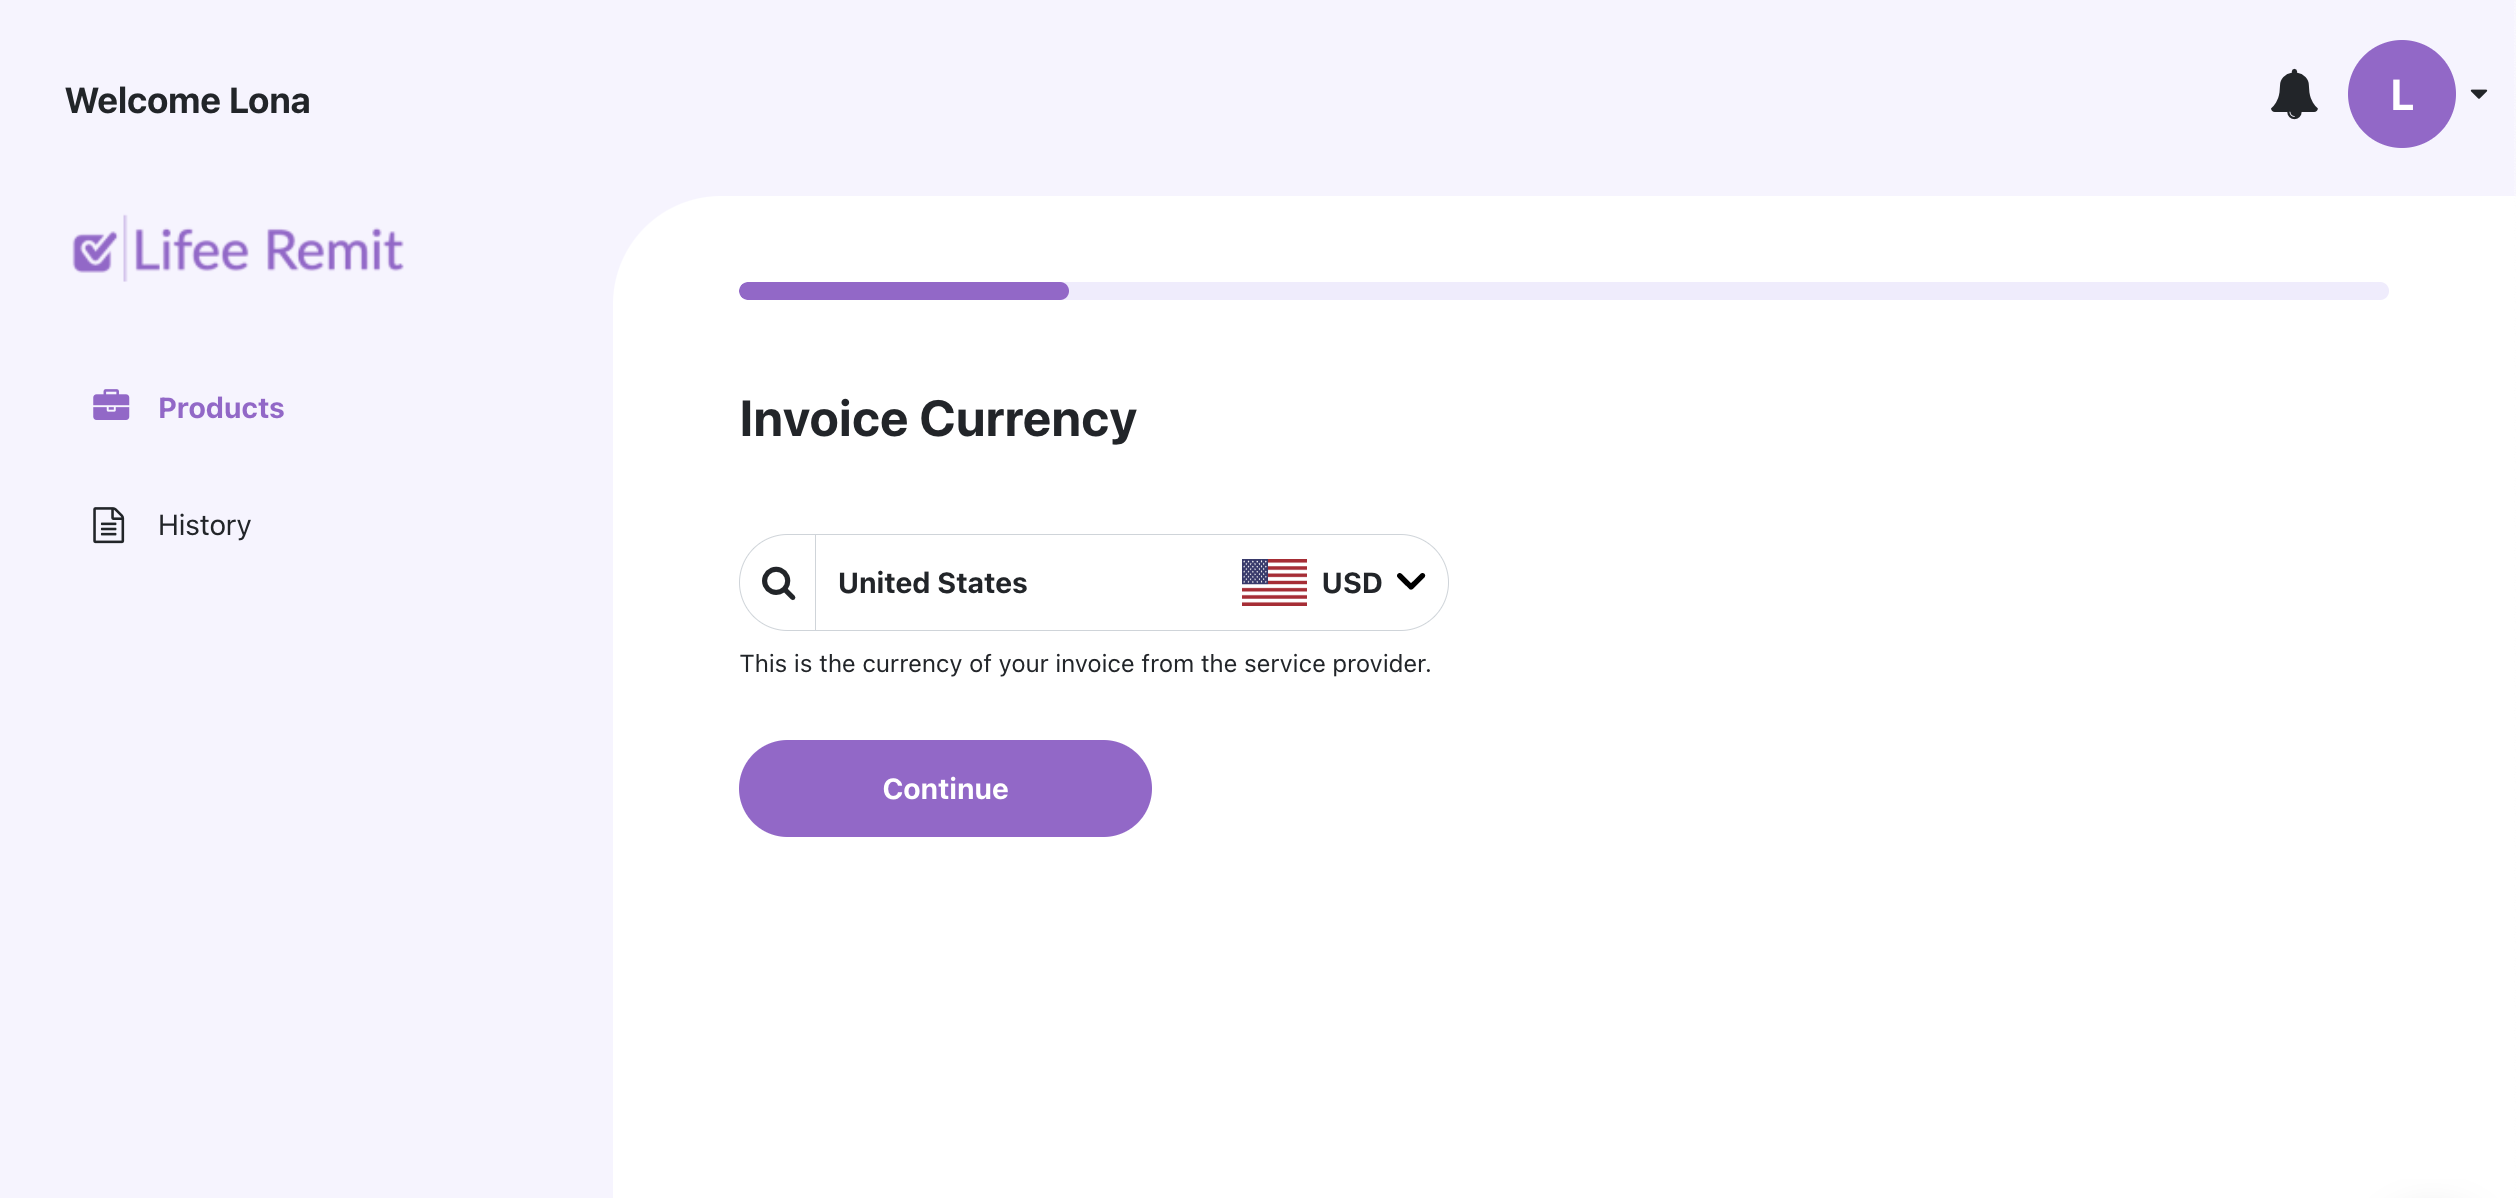 Welcome Lona
L
Lifee Remit
Products
History
Invoice Currency
United States
USD
This is the currency of your invoice from the service provider.
Continue